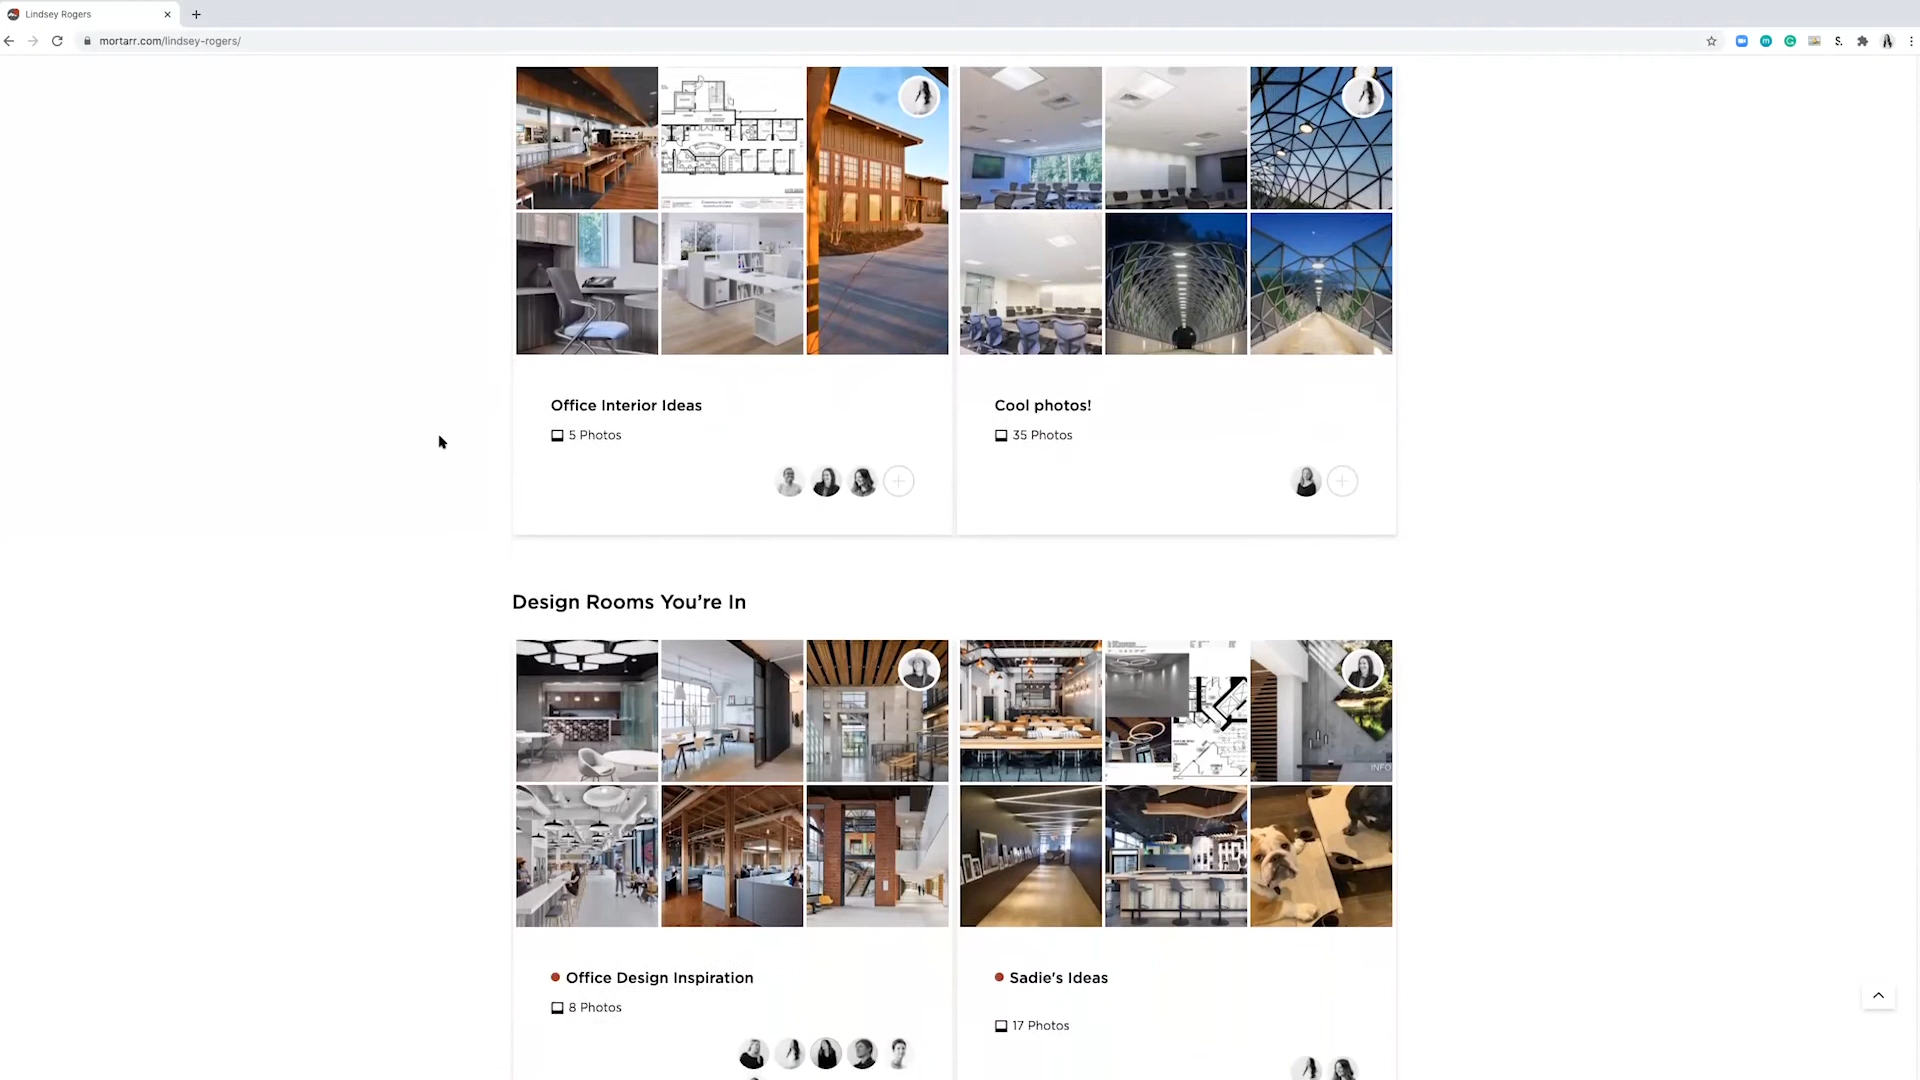 Lindsey Rogers
mortarr.com/lindsey-rogers/
Office Interior Ideas
5 Photos
Cool photos!
35 Photos
Design Rooms You’re In
INFO
Office Design Inspiration
8 Photos
Sadie's Ideas
17 Photos